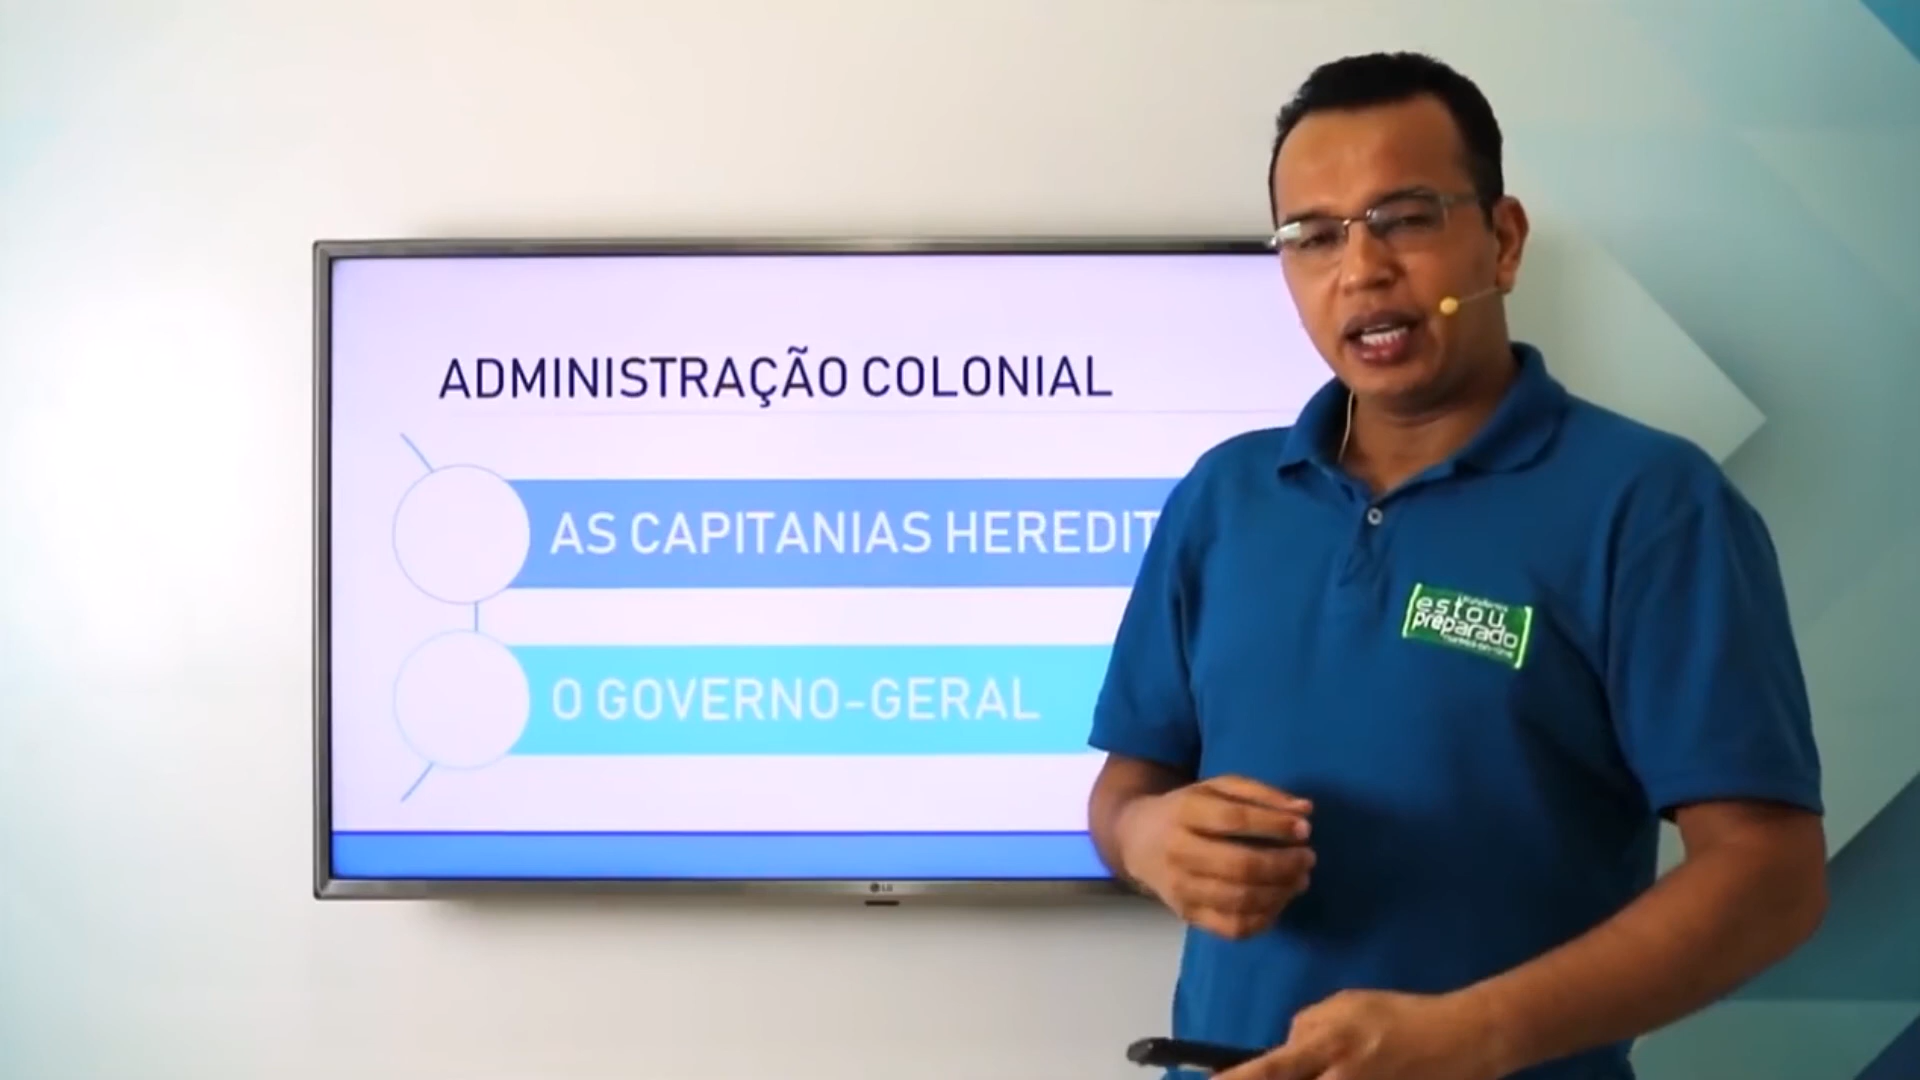 ADMINISTRAÇÃO COLONIAL
AS CAPITANIAS HEREDIT
O GOVERNO-GERAL
LG
estou
preparado